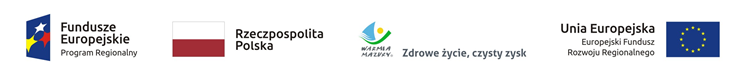 Fundusze
Europejskie
Program Regionalny
Rzeczpospolita
Polska
WARMIA
MAZURY
Zdrowe życie, czysty zysk
Unia Europejska
Europejski Fundusz
Rozwoju Regionalnego